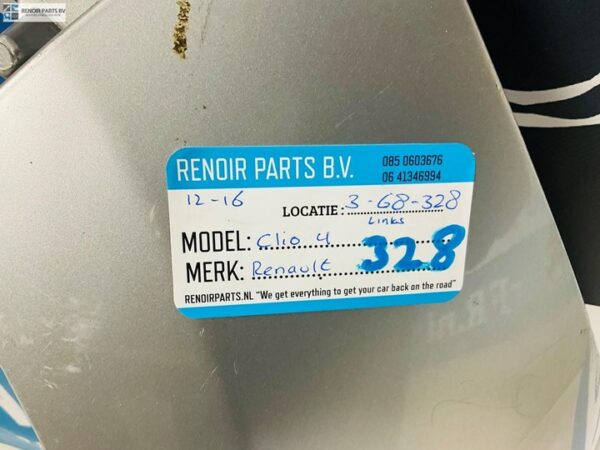 RENOIR PARTS BV
RENOIR PARTS B.V.
085 0603676
06 41346994
12-16
LOCATIE: 3-68-328
Links
MODEL: Clio 4
328
MERK: Renault
RENOIRPARTS.NL "We get everything to get your car back on the road"